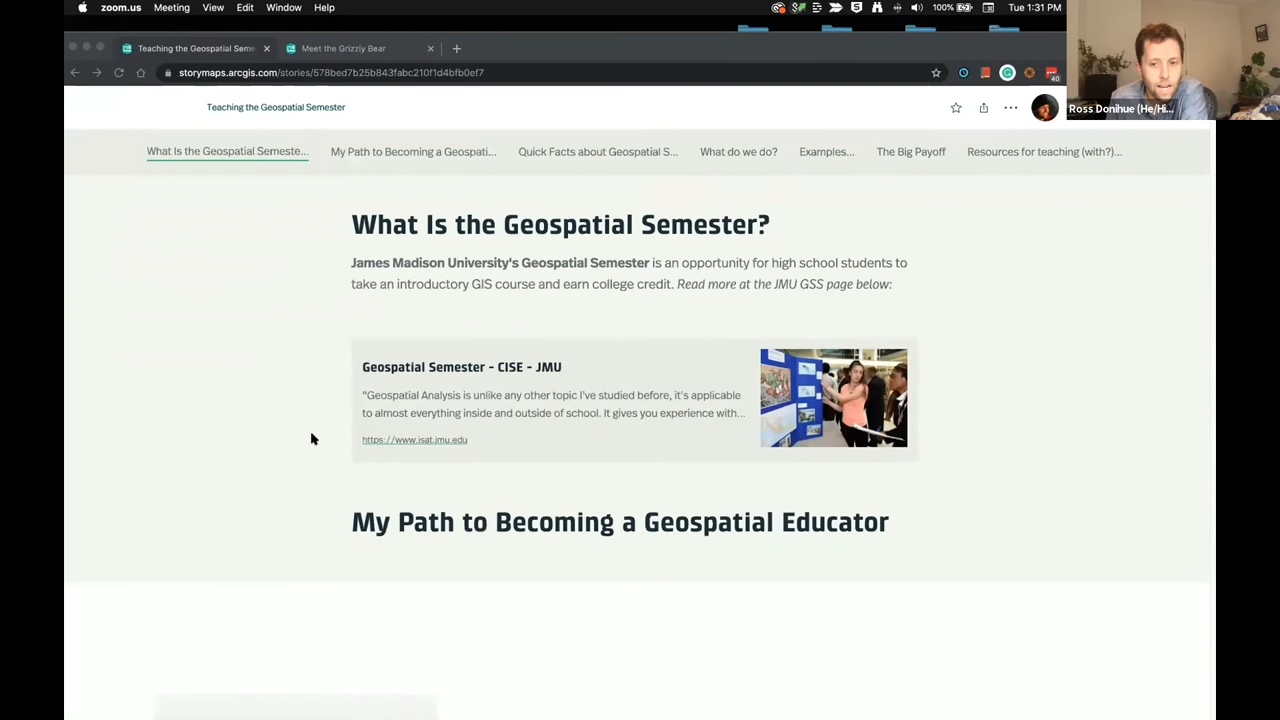 zoom.us Meeting View Edit Window Help 100% Tue 1:31 PM
Teaching the Geospatial Seme Meet the Grizzly Bear
storymaps.arcgis.com/stories/578bed7b25b843fabc210f1d4bfb0ef7
40
Ross Donihue (He/Hi...
Teaching the Geospatial Semester
What Is the Geospatial Semeste... My Path to Becoming a Geospati... Quick Facts about Geospatial S... What do we do? Examples... The Big Payoff Resources for teaching (with?)...
What Is the Geospatial Semester?
James Madison University's Geospatial Semester is an opportunity for high school students to
take an introductory GIS course and earn college credit. Read more at the JMU GSS page below:
Geospatial Semester - CISE - JMU
"Geospatial Analysis is unlike any other topic I've studied before, it's applicable
to almost everything inside and outside of school. It gives you experience with...
https://www.isat.jmu.edu
My Path to Becoming a Geospatial Educator